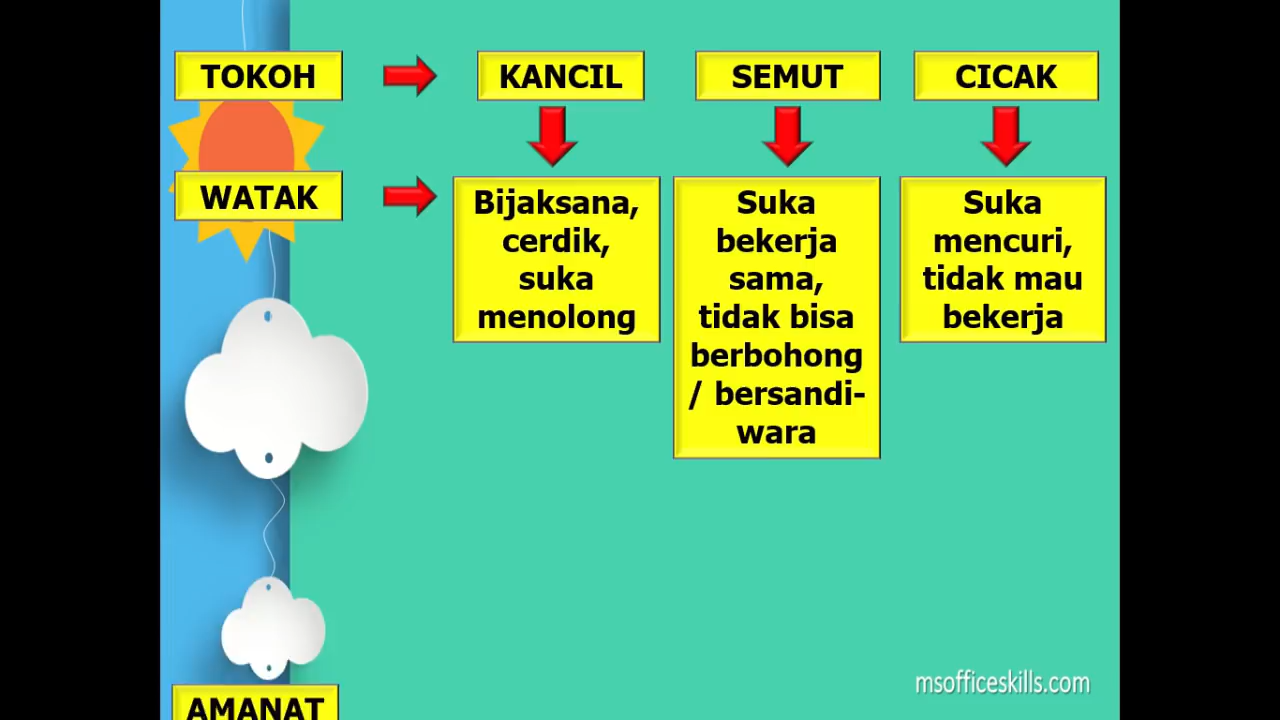 TOKOH
KANCIL
SEMUT
CICAK
WATAK
Bijaksana,
cerdik,
suka
menolong
Suka
bekerja
sama,
tidak bisa
berbohong
/ bersandi-
wara
Suka
mencuri,
tidak mau
bekerja
msofficeskills.com
AMANAT